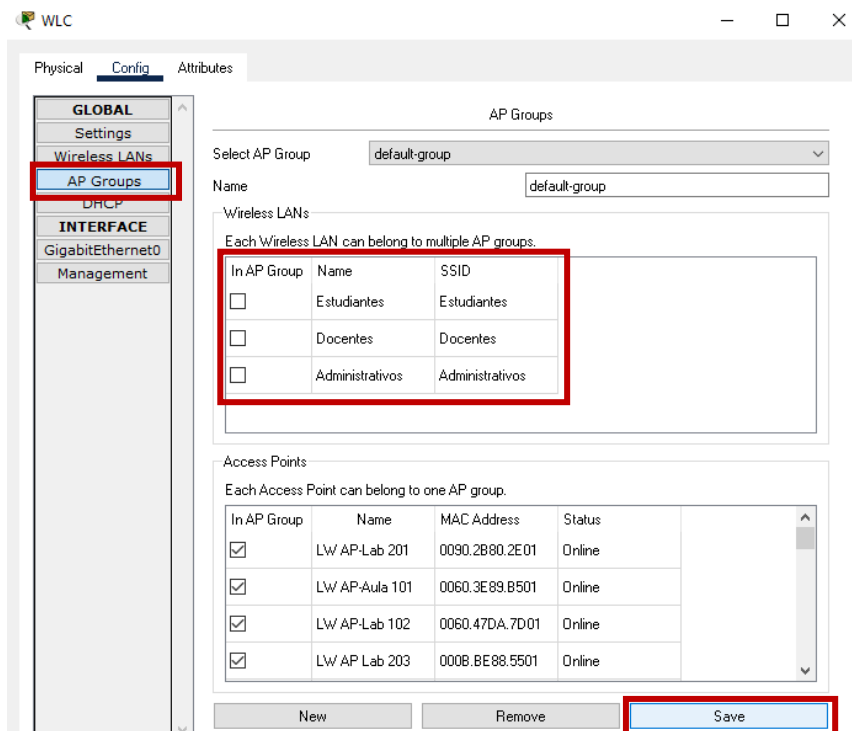 WLC
Physical Config Attributes
GLOBAL
Settings
Wireless LANs
AP Groups
DHCP
INTERFACE
GigabitEthernet0
Management
AP Groups
Select AP Group default-group
Name default-group
Wireless LANs
Each Wireless LAN can belong to multiple AP groups.
In AP Group Name SSID
Estudiantes Estudiantes
Docentes Docentes
Administrativos Administrativos
Access Points
Each Access Point can belong to one AP group.
In AP Group Name MAC Address Status
LW AP-Lab 201 0090.2B80.2E01 Online
LW AP-Aula 101 0060.3E89.B501 Online
LW AP-Lab 102 0060.47DA.7D01 Online
LW AP Lab 203 000B.BE88.5501 Online
New Remove Save